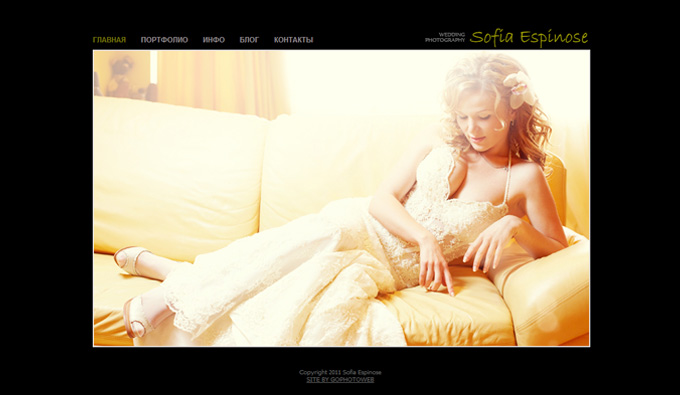 ГЛАВНАЯ ПОРТФОЛИО ИНФО БЛОГ КОНТАКТЫ
WEDDING
PHOTOGRAPHY
Sofia Espinose
Copyright 2011 Sofia Espinose
SITE BY GOPHOTOWEB